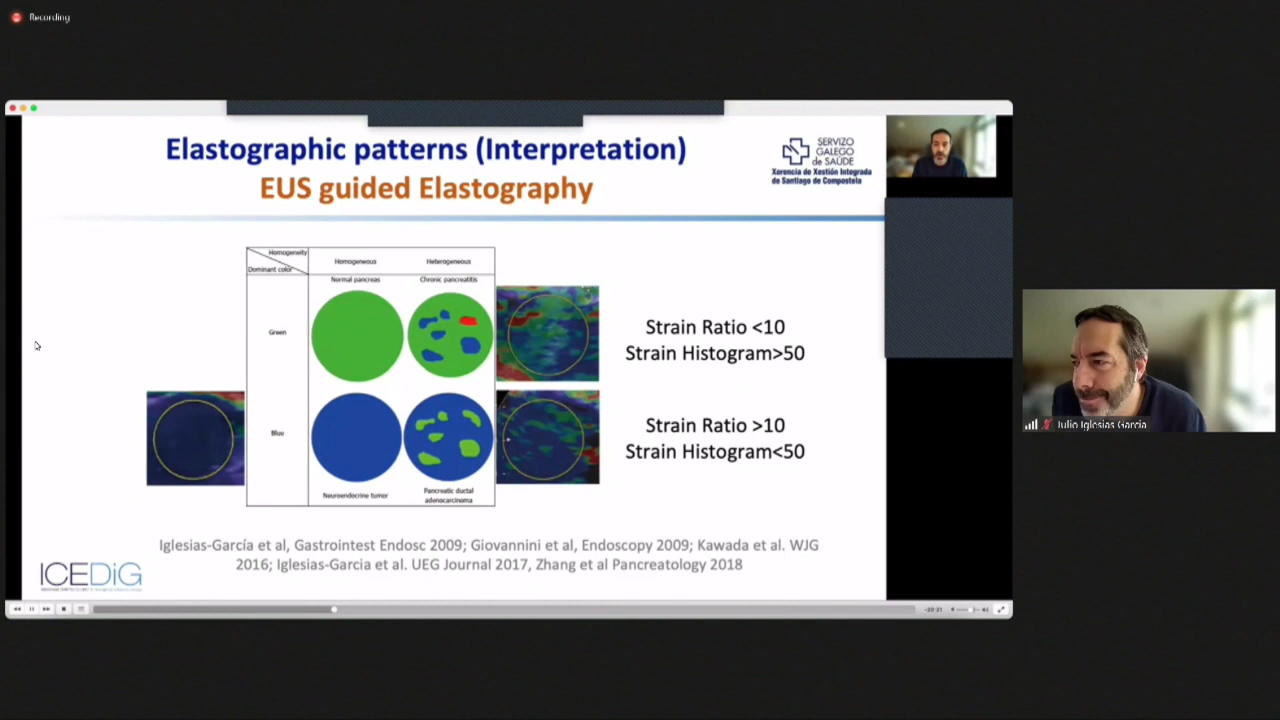 Recording
Elastographic patterns (Interpretation)
EUS guided Elastography
SERVIZO
GALEGO
de SAÚDE
Xerencia de Xestión Integrada
de Santiago de Compostela
Homogeneity
Dominant color
Homogeneous
Heterogeneous
Normal pancreas
Chronic pancreatitis
Green
Strain Ratio <10
Strain Histogram>50
Blue
Strain Ratio >10
Strain Histogram<50
Neuroendocrine tumor
Pancreatic ductal
adenocarcinoma
Iglesias-García et al, Gastrointest Endosc 2009; Giovannini et al, Endoscopy 2009; Kawada et al. WJG
2016; Iglesias-Garcia et al. UEG Journal 2017, Zhang et al Pancreatology 2018
ICEDiG
-20:21
Julio Iglesias Garcia